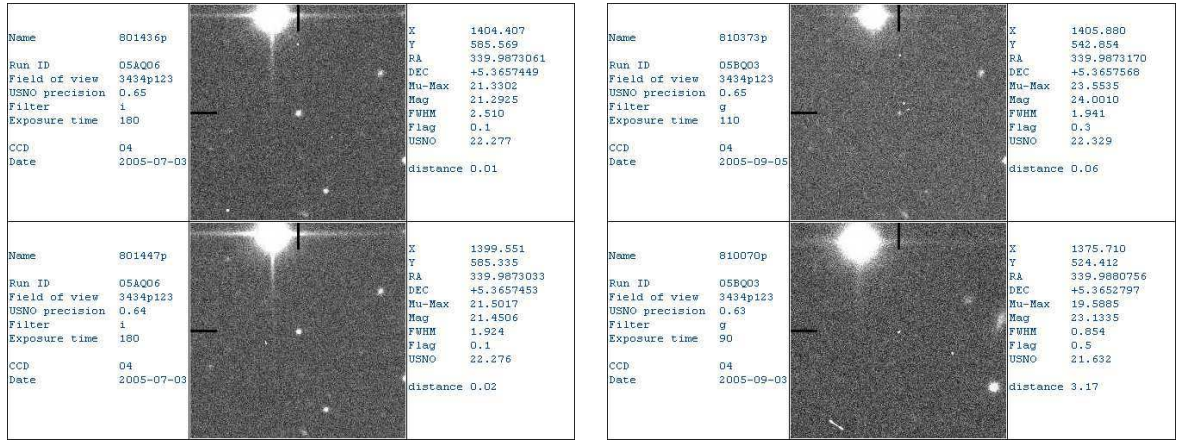 Name 801436p
Run ID 05AQ06
Field of view 3434p123
USNO precision 0.65
Filter i
Exposure time 180
CCD 04
Date 2005-07-03
X 1404.407
Y 585.569
RA 339.9873061
DEC +5.3657449
Mu-Max 21.3302
Mag 21.2925
FWHM 2.510
Flag 0.1
USNO 22.277
distance 0.01
Name 810373p
Run ID 05BQ03
Field of view 3434p123
USNO precision 0.65
Filter g
Exposure time 110
CCD 04
Date 2005-09-05
X 1405.880
Y 542.854
RA 339.9873170
DEC +5.3657568
Mu-Max 23.5535
Mag 24.0010
FWHM 1.941
Flag 0.3
USNO 22.329
distance 0.06
Name 801447p
Run ID 05AQ06
Field of view 3434p123
USNO precision 0.64
Filter i
Exposure time 180
CCD 04
Date 2005-07-03
X 1399.551
Y 585.335
RA 339.9873033
DEC +5.3657453
Mu-Max 21.5017
Mag 21.4506
FWHM 1.924
Flag 0.1
USNO 22.276
distance 0.02
Name 810070p
Run ID 05BQ03
Field of view 3434p123
USNO precision 0.63
Filter g
Exposure time 90
CCD 04
Date 2005-09-03
X 1375.710
Y 524.412
RA 339.9880756
DEC +5.3652797
Mu-Max 19.5885
Mag 23.1335
FWHM 0.854
Flag 0.5
USNO 21.632
distance 3.17